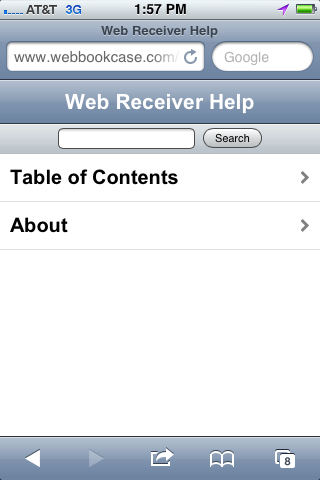 AT&T 3G 1:57 PM
Web Receiver Help
www.webbookcase.com/ Google
Web Receiver Help
Search
Table of Contents
About
8